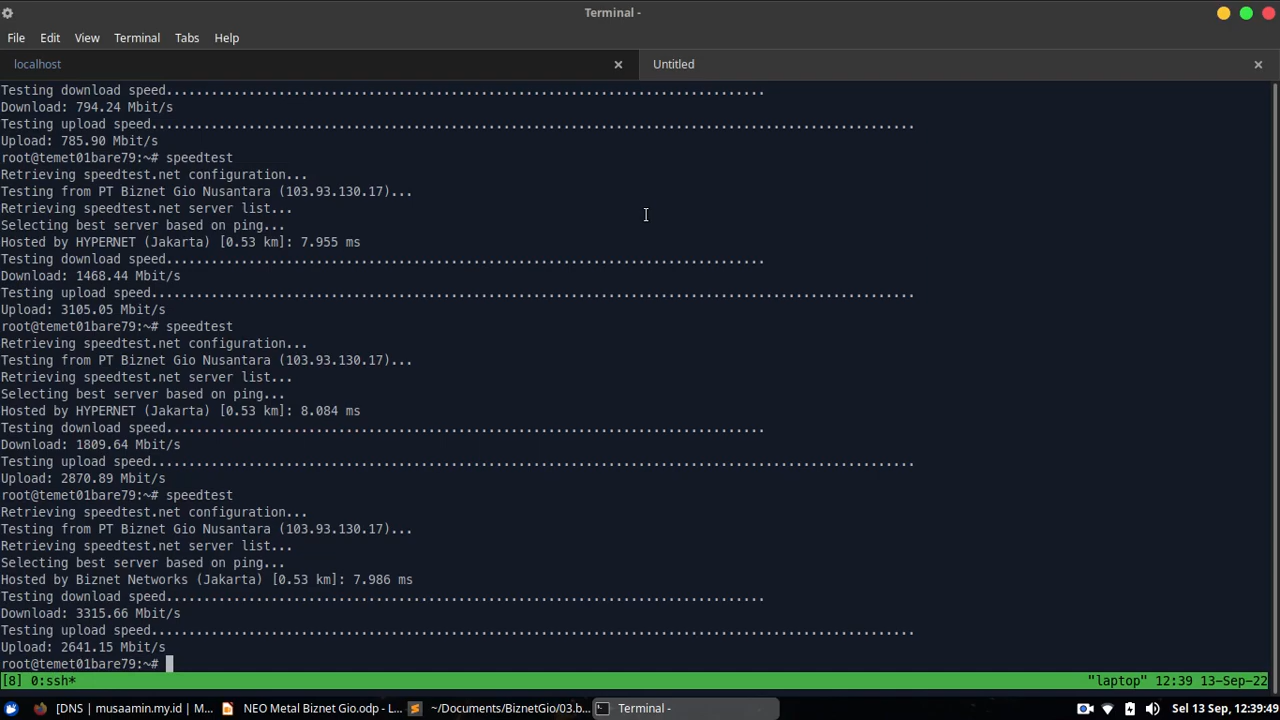 Terminal -
File Edit View Terminal Tabs Help
localhost Untitled
Testing download speed................................................................................
Download: 794.24 Mbit/s
Testing upload speed......................................................................................................
Upload: 785.90 Mbit/s
root@temet01bare79:~# speedtest
Retrieving speedtest.net configuration...
Testing from PT Biznet Gio Nusantara (103.93.130.17)...
Retrieving speedtest.net server list...
Selecting best server based on ping...
Hosted by HYPERNET (Jakarta) [0.53 km]: 7.955 ms
Testing download speed................................................................................
Download: 1468.44 Mbit/s
Testing upload speed......................................................................................................
Upload: 3105.05 Mbit/s
root@temet01bare79:~# speedtest
Retrieving speedtest.net configuration...
Testing from PT Biznet Gio Nusantara (103.93.130.17)...
Retrieving speedtest.net server list...
Selecting best server based on ping...
Hosted by HYPERNET (Jakarta) [0.53 km]: 8.084 ms
Testing download speed................................................................................
Download: 1809.64 Mbit/s
Testing upload speed......................................................................................................
Upload: 2870.89 Mbit/s
root@temet01bare79:~# speedtest
Retrieving speedtest.net configuration...
Testing from PT Biznet Gio Nusantara (103.93.130.17)...
Retrieving speedtest.net server list...
Selecting best server based on ping...
Hosted by Biznet Networks (Jakarta) [0.53 km]: 7.986 ms
Testing download speed................................................................................
Download: 3315.66 Mbit/s
Testing upload speed......................................................................................................
Upload: 2641.15 Mbit/s
root@temet01bare79:~#
[8] 0:ssh* "laptop" 12:39 13-Sep-22
[DNS | musaamin.my.id | M... NEO Metal Biznet Gio.odp - L... ~/Documents/BiznetGio/03.b... Terminal - Sel 13 Sep, 12:39:49